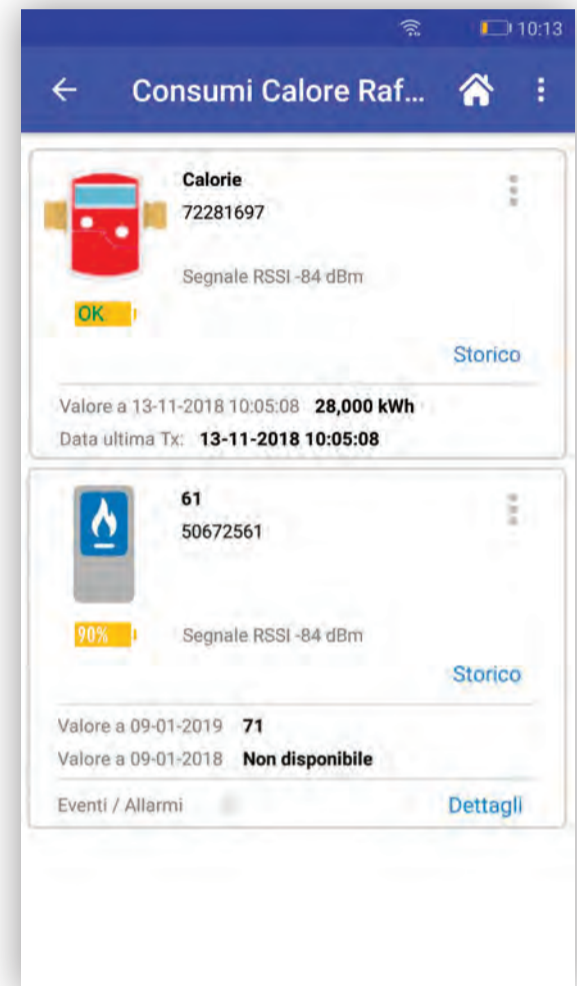 10:13
Consumi Calore Raf...
Calorie
72281697
Segnale RSSI -84 dBm
OK
Storico
Valore a 13-11-2018 10:05:08 28,000 kWh
Data ultima Tx: 13-11-2018 10:05:08
61
50672561
90% Segnale RSSI -84 dBm
Storico
Valore a 09-01-2019 71
Valore a 09-01-2018 Non disponibile
Eventi / Allarmi Dettagli